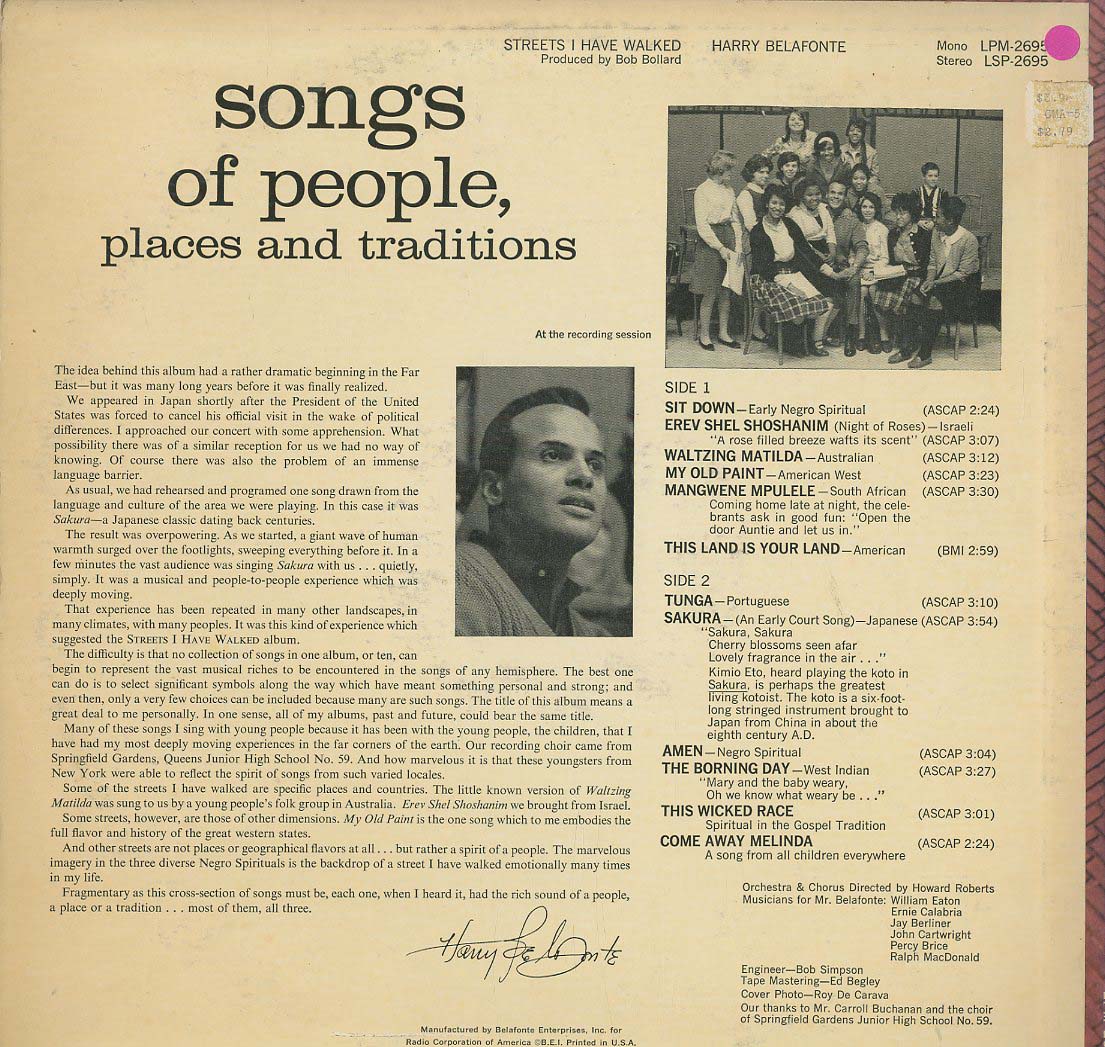 STREETS I HAVE WALKED HARRY BELAFONTE
Produced by Bob Bollard
Mono LPM-2695
Stereo LSP-2695
GMA-5
$2.79
songs
of people,
places and traditions
At the recording session
The idea behind this album had a rather dramatic beginning in the Far
East—but it was many long years before it was finally realized.
We appeared in Japan shortly after the President of the United
States was forced to cancel his official visit in the wake of political
differences. I approached our concert with some apprehension. What
possibility there was of a similar reception for us we had no way of
knowing. Of course there was also the problem of an immense
language barrier.
As usual, we had rehearsed and programed one song drawn from the
language and culture of the area we were playing. In this case it was
Sakura—a Japanese classic dating back centuries.
The result was overpowering. As we started, a giant wave of human
warmth surged over the footlights, sweeping everything before it. In a
few minutes the vast audience was singing Sakura with us . . . quietly,
simply. It was a musical and people-to-people experience which was
deeply moving.
That experience has been repeated in many other landscapes, in
many climates, with many peoples. It was this kind of experience which
suggested the STREETS I HAVE WALKED album.
The difficulty is that no collection of songs in one album, or ten, can
begin to represent the vast musical riches to be encountered in the songs of any hemisphere. The best one
can do is to select significant symbols along the way which have meant something personal and strong; and
even then, only a very few choices can be included because many are such songs. The title of this album means a
great deal to me personally. In one sense, all of my albums, past and future, could bear the same title.
Many of these songs I sing with young people because it has been with the young people, the children, that I
have had my most deeply moving experiences in the far corners of the earth. Our recording choir came from
Springfield Gardens, Queens Junior High School No. 59. And how marvelous it is that these youngsters from
New York were able to reflect the spirit of songs from such varied locales.
Some of the streets I have walked are specific places and countries. The little known version of Waltzing
Matilda was sung to us by a young people's folk group in Australia. Erev Shel Shoshanim we brought from Israel.
Some streets, however, are those of other dimensions. My Old Paint is the one song which to me embodies the
full flavor and history of the great western states.
And other streets are not places or geographical flavors at all . . . but rather a spirit of a people. The marvelous
imagery in the three diverse Negro Spirituals is the backdrop of a street I have walked emotionally many times
in my life.
Fragmentary as this cross-section of songs must be, each one, when I heard it, had the rich sound of a people,
a place or a tradition . . . most of them, all three.
Harry Belafonte
Manufactured by Belafonte Enterprises, Inc. for
Radio Corporation of America ©B.E.I. Printed in U.S.A.
SIDE 1
SIT DOWN—Early Negro Spiritual (ASCAP 2:24)
EREV SHEL SHOSHANIM (Night of Roses)—Israeli
"A rose filled breeze wafts its scent" (ASCAP 3:07)
WALTZING MATILDA—Australian (ASCAP 3:12)
MY OLD PAINT—American West (ASCAP 3:23)
MANGWENE MPULELE—South African (ASCAP 3:30)
Coming home late at night, the cele-
brants ask in good fun: "Open the
door Auntie and let us in."
THIS LAND IS YOUR LAND—American (BMI 2:59)
SIDE 2
TUNGA—Portuguese (ASCAP 3:10)
SAKURA—(An Early Court Song)—Japanese (ASCAP 3:54)
"Sakura, Sakura
Cherry blossoms seen afar
Lovely fragrance in the air . . ."
Kimio Eto, heard playing the koto in
Sakura, is perhaps the greatest
living kotoist. The koto is a six-foot-
long stringed instrument brought to
Japan from China in about the
eighth century A.D.
AMEN—Negro Spiritual (ASCAP 3:04)
THE BORNING DAY—West Indian (ASCAP 3:27)
"Mary and the baby weary,
Oh we know what weary be . . ."
THIS WICKED RACE (ASCAP 3:01)
Spiritual in the Gospel Tradition
COME AWAY MELINDA (ASCAP 2:24)
A song from all children everywhere
Orchestra & Chorus Directed by Howard Roberts
Musicians for Mr. Belafonte: William Eaton
Ernie Calabria
Jay Berliner
John Cartwright
Percy Brice
Ralph MacDonald
Engineer—Bob Simpson
Tape Mastering—Ed Begley
Cover Photo—Roy De Carava
Our thanks to Mr. Carroll Buchanan and the choir
of Springfield Gardens Junior High School No. 59.